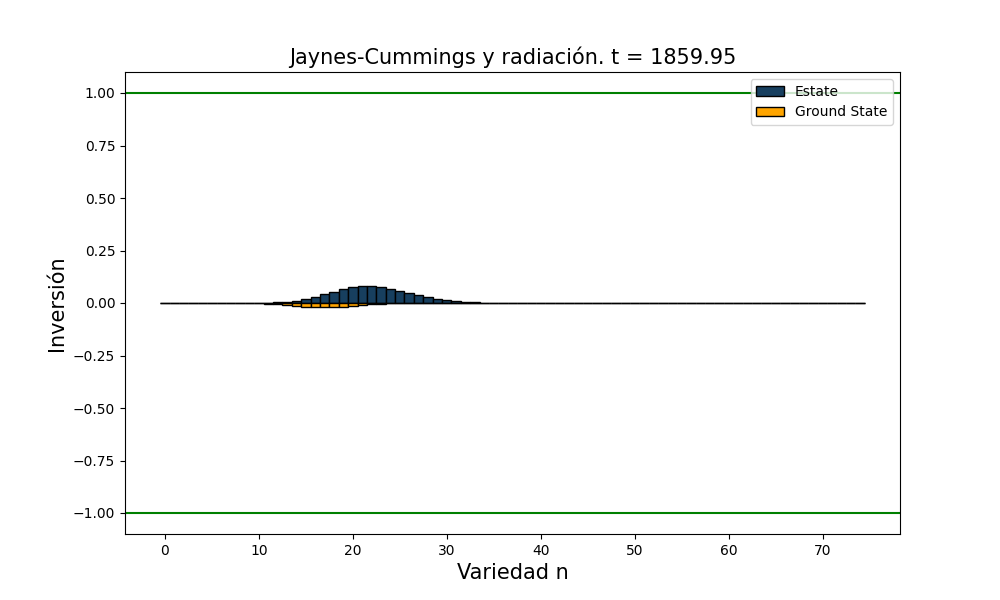 Jaynes-Cummings y radiación. t = 1859.95
Estate
Ground State
1.00
0.75
0.50
0.25
0.00
−0.25
−0.50
−0.75
−1.00
Inversión
0 10 20 30 40 50 60 70
Variedad n